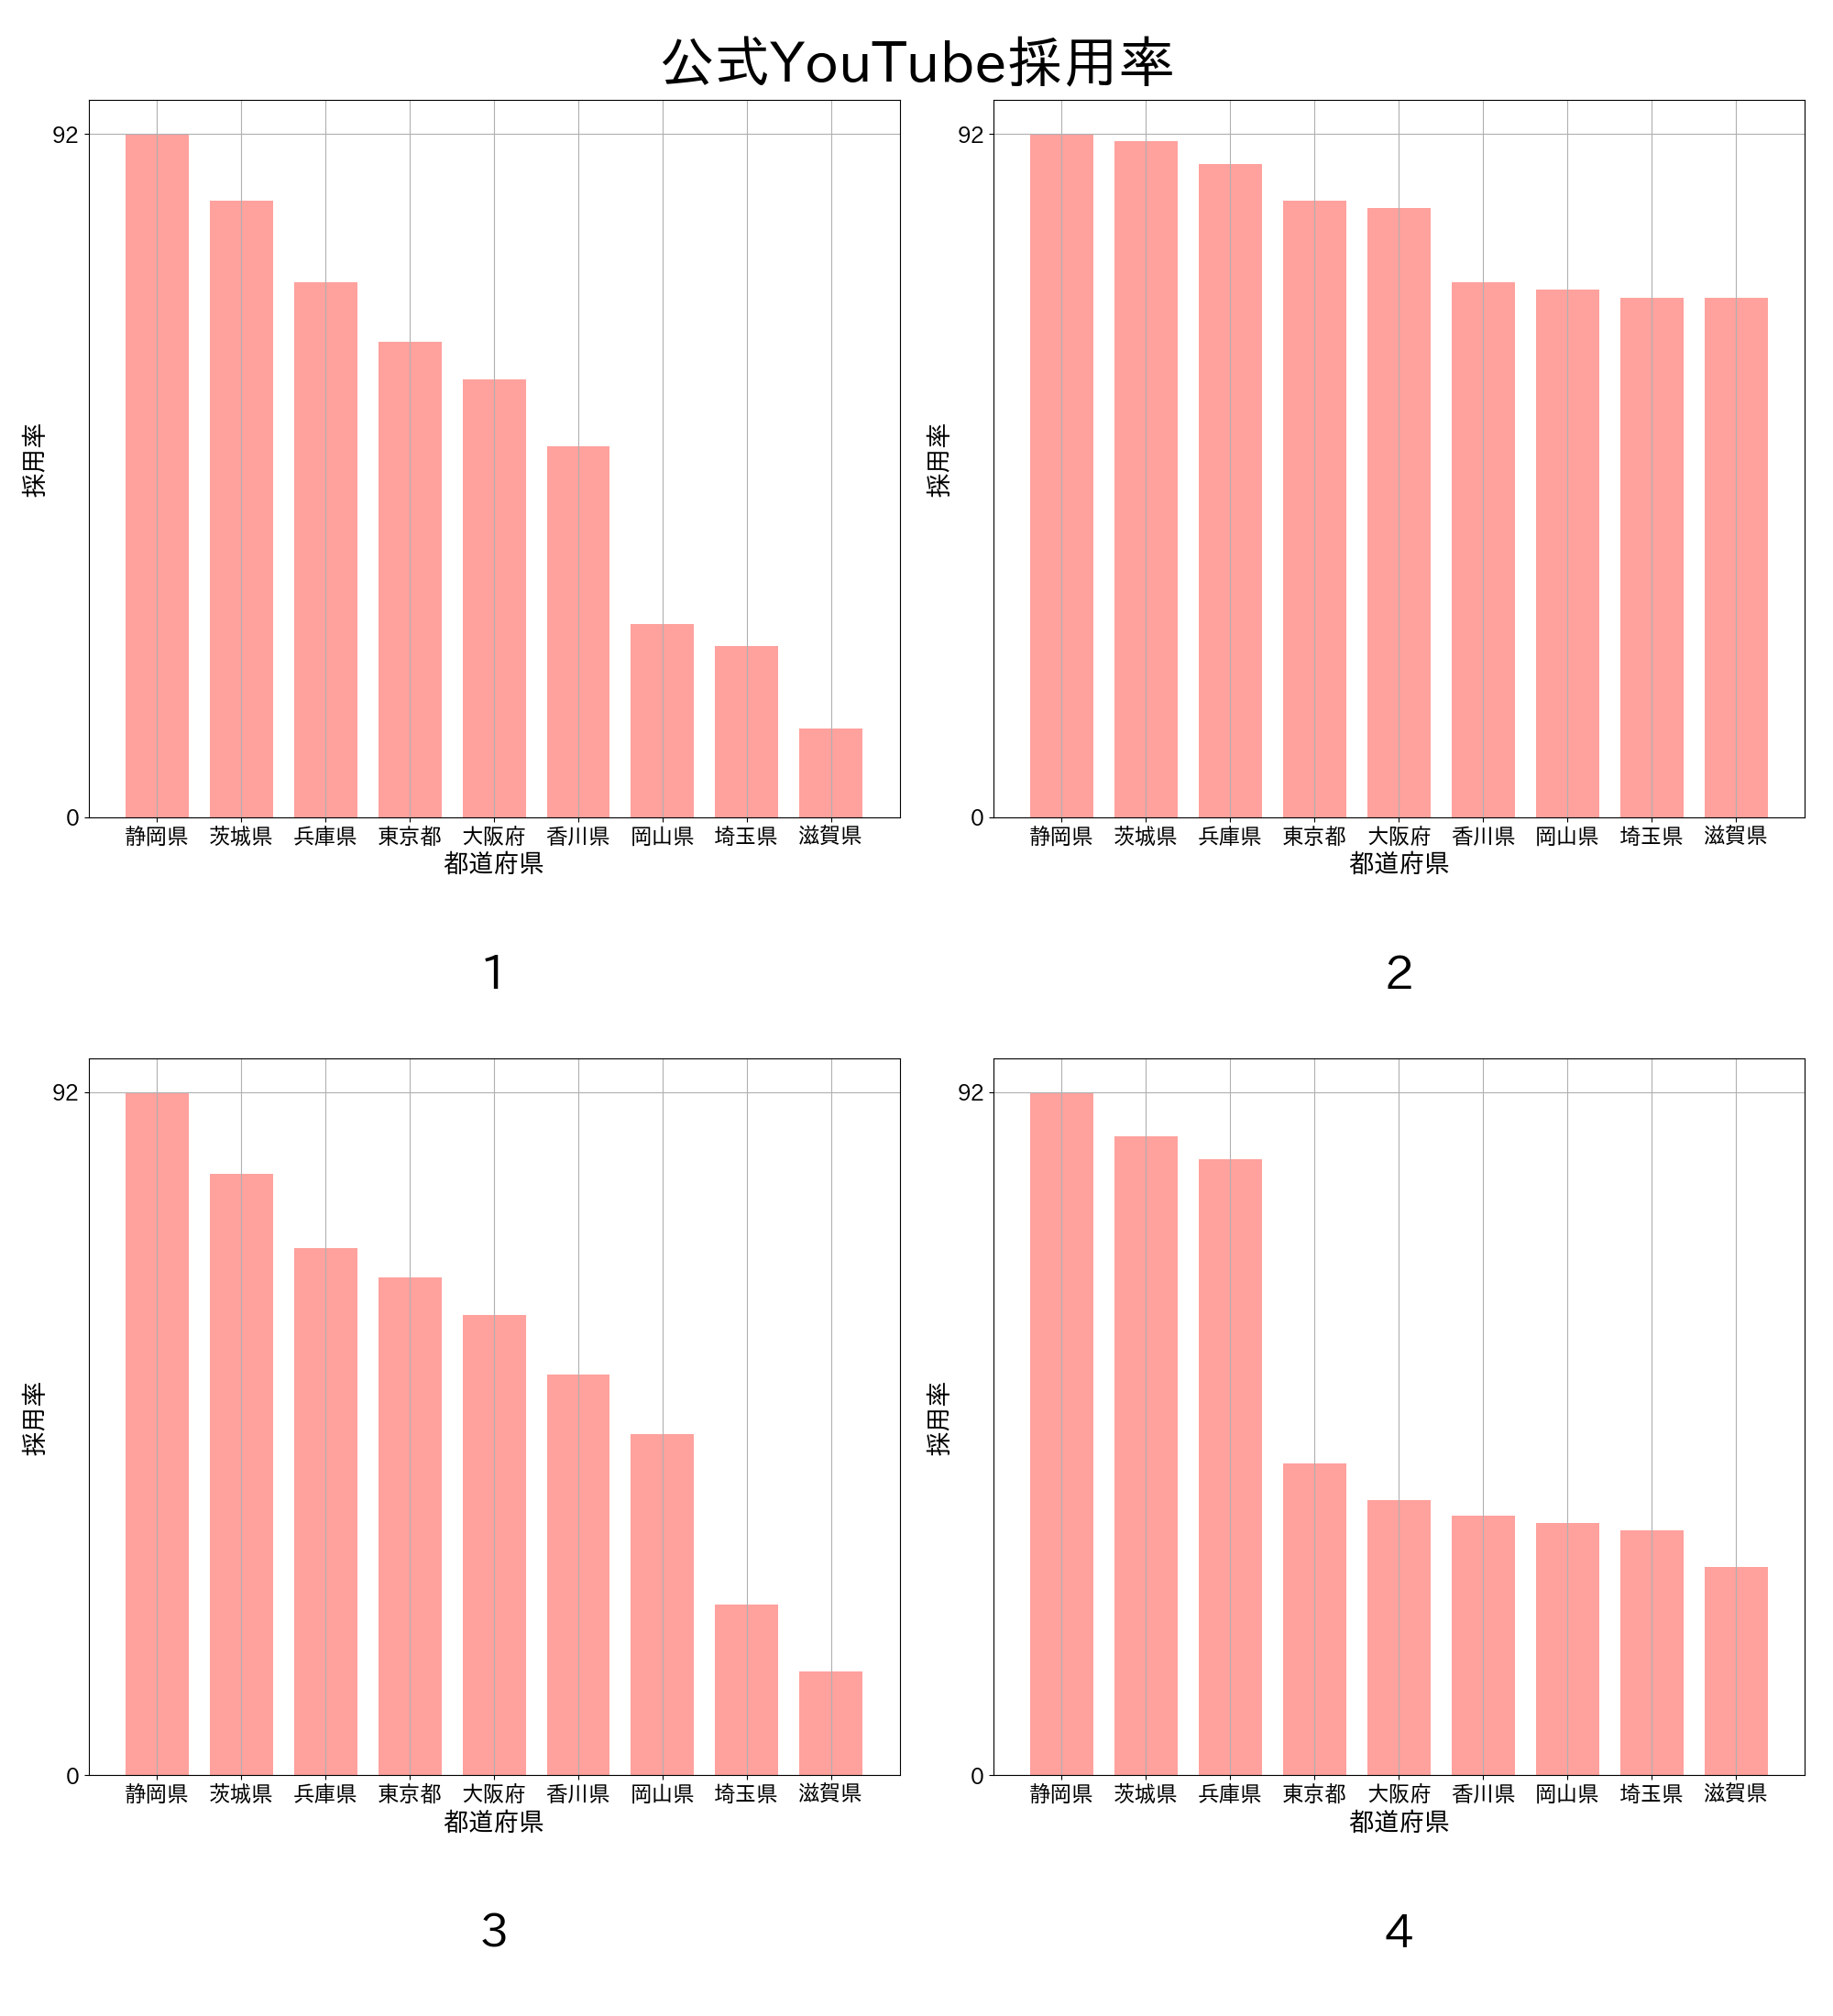 公式YouTube採用率
92
0
採用率
静岡県 茨城県 兵庫県 東京都 大阪府 香川県 岡山県 埼玉県 滋賀県
都道府県
1
92
0
採用率
静岡県 茨城県 兵庫県 東京都 大阪府 香川県 岡山県 埼玉県 滋賀県
都道府県
2
92
0
採用率
静岡県 茨城県 兵庫県 東京都 大阪府 香川県 岡山県 埼玉県 滋賀県
都道府県
3
92
0
採用率
静岡県 茨城県 兵庫県 東京都 大阪府 香川県 岡山県 埼玉県 滋賀県
都道府県
4